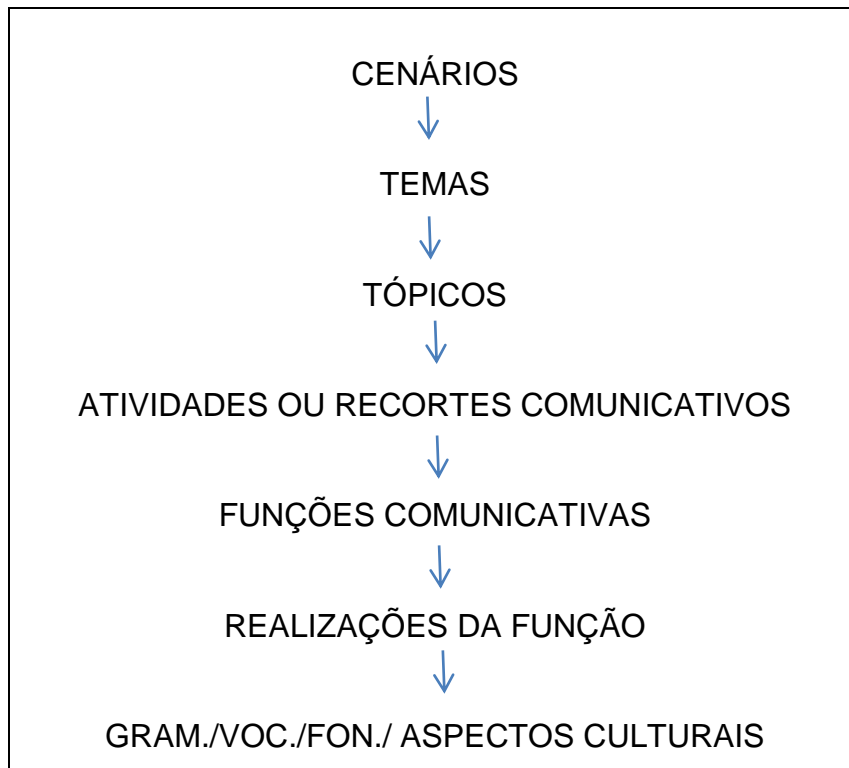 CENÁRIOS
TEMAS
TÓPICOS
ATIVIDADES OU RECORTES COMUNICATIVOS
FUNÇÕES COMUNICATIVAS
REALIZAÇÕES DA FUNÇÃO
GRAM./VOC./FON./ ASPECTOS CULTURAIS